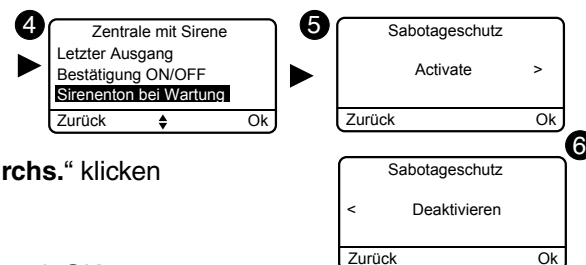 4
Zentrale mit Sirene
Letzter Ausgang
Bestätigung ON/OFF
Sirenenton bei Wartung
Zurück Ok
5
Sabotageschutz
Activate >
Zurück Ok
rchs.“ klicken
6
Sabotageschutz
< Deaktivieren
Zurück Ok